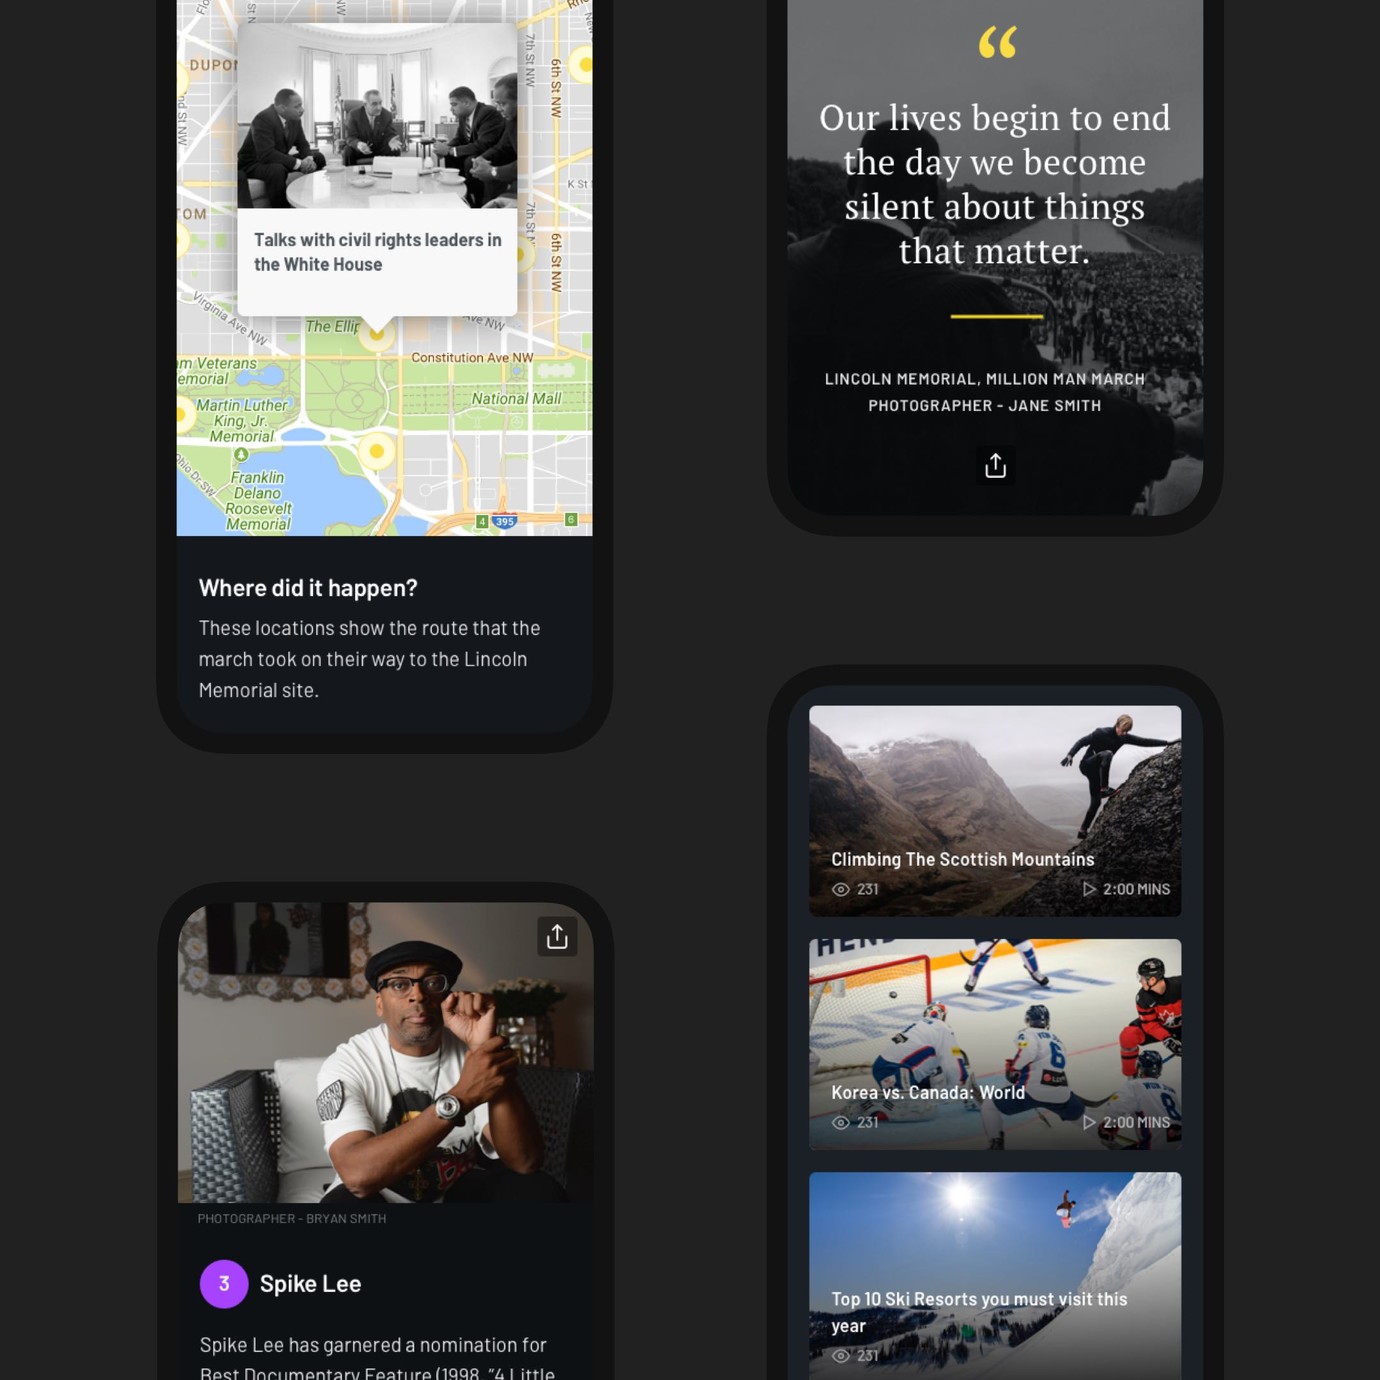 DUPON
7th St NW
6th St NW
K St
TOM
7th St N
6th St NW
Talks with civil rights leaders in
the White House
Virginia Ave NW
The Ellip
Ave NW
Constitution Ave NW
m Veterans
emorial
Martin Luther
King, Jr.
Memorial
National Mall
Ohio Dr SW
Franklin
Delano
Roosevelt
Memorial
4
395
6
Where did it happen?
These locations show the route that the
march took on their way to the Lincoln
Memorial site.
“
Our lives begin to end
the day we become
silent about things
that matter.
LINCOLN MEMORIAL, MILLION MAN MARCH
PHOTOGRAPHER - JANE SMITH
PHOTOGRAPHER - BRYAN SMITH
3
Spike Lee
Spike Lee has garnered a nomination for
Best Documentary Feature (1998, “4 Little
Climbing The Scottish Mountains
231
2:00 MINS
6
Korea vs. Canada: World
231
2:00 MINS
Top 10 Ski Resorts you must visit this
year
231